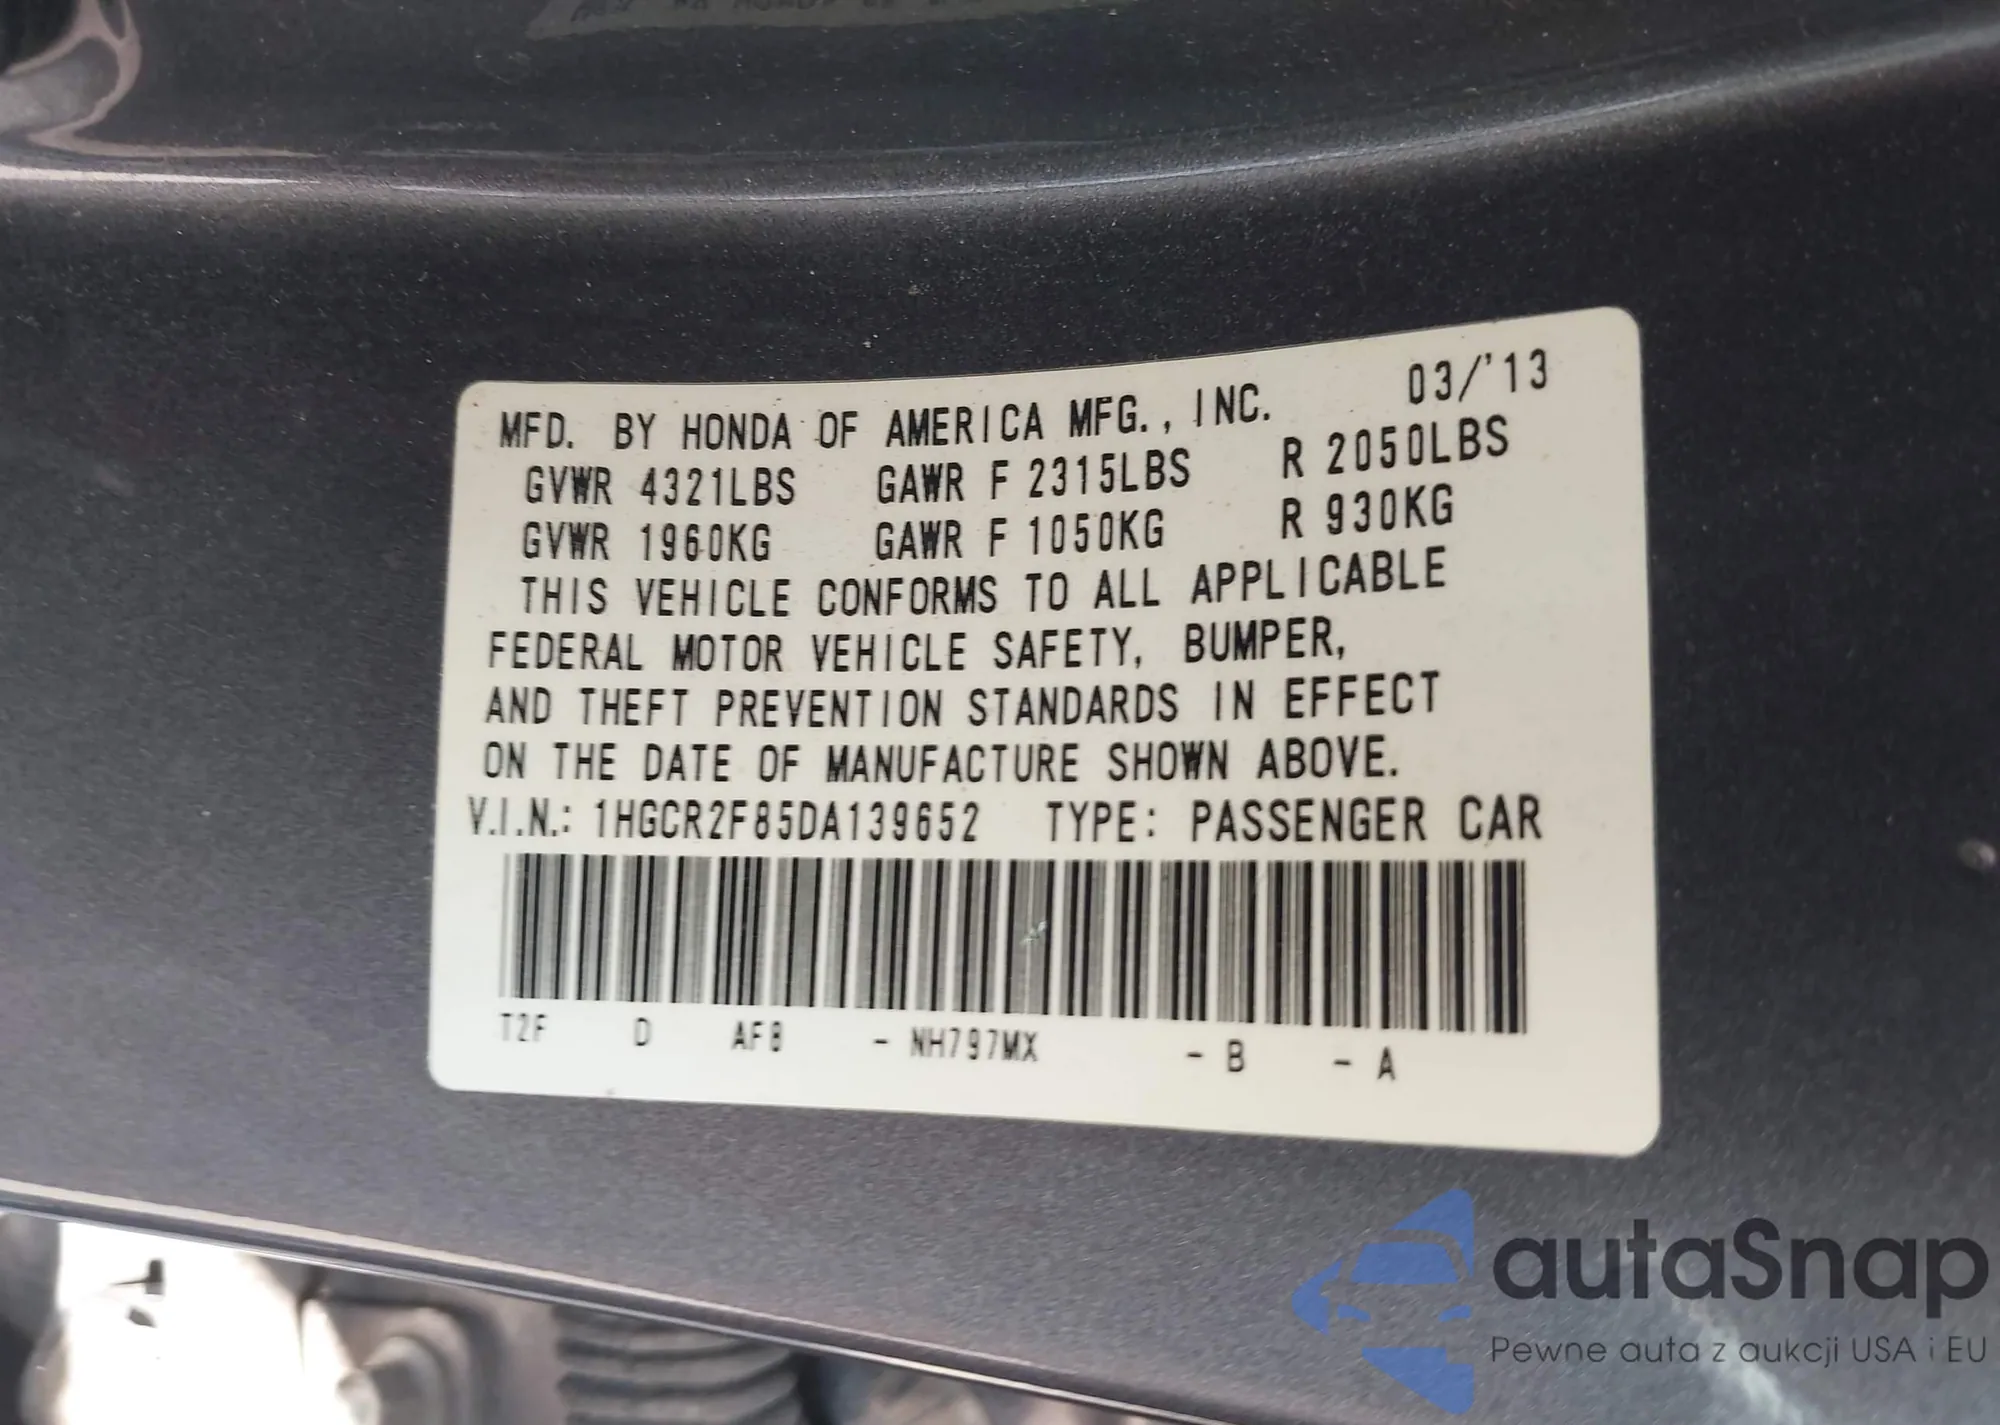 MFD. BY HONDA OF AMERICA MFG., INC. 03/'13
GVWR 4321LBS GAWR F 2315LBS R 2050LBS
GVWR 1960KG GAWR F 1050KG R 930KG
THIS VEHICLE CONFORMS TO ALL APPLICABLE
FEDERAL MOTOR VEHICLE SAFETY, BUMPER,
AND THEFT PREVENTION STANDARDS IN EFFECT
ON THE DATE OF MANUFACTURE SHOWN ABOVE.
V.I.N.: 1HGCR2F85DA139652 TYPE: PASSENGER CAR
T2F D AF8 - NH797MX - B - A
autaSnap
Pewne auta z aukcji USA i EU